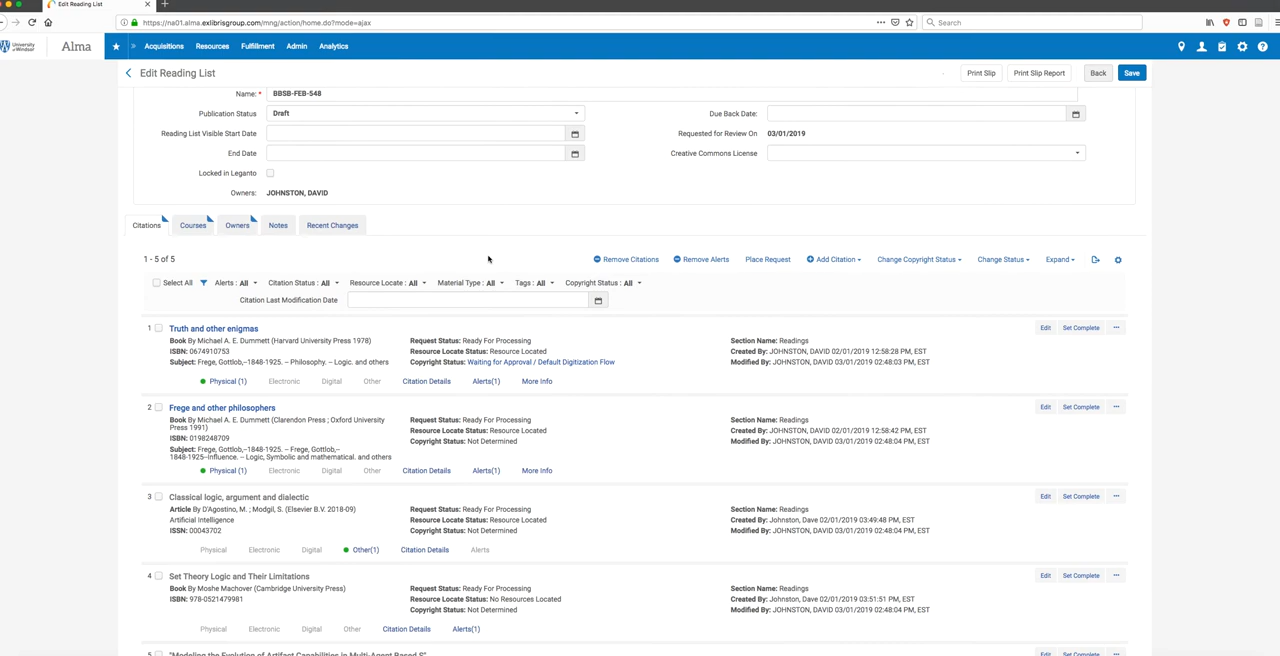 Edit Reading List
https://na01.alma.exlibrisgroup.com/mng/action/home.do?mode=ajax
Search
University of Windsor
Alma
Acquisitions Resources Fulfillment Admin Analytics
Edit Reading List
Print Slip Print Slip Report Back Save
Name: * BBSB-FEB-548
Publication Status Draft Due Back Date:
Reading List Visible Start Date Requested for Review On 03/01/2019
End Date Creative Commons License
Locked in Leganto
Owners: JOHNSTON, DAVID
Citations Courses Owners Notes Recent Changes
1 - 5 of 5 Remove Citations Remove Alerts Place Request Add Citation Change Copyright Status Change Status Expand
Select All Alerts : All Citation Status : All Resource Locate : All Material Type : All Tags : All Copyright Status : All
Citation Last Modification Date
1 Truth and other enigmas Edit Set Complete ...
Book By Michael A. E. Dummett (Harvard University Press 1978) Request Status: Ready For Processing Section Name: Readings
ISBN: 0674910753 Resource Locate Status: Resource Located Created By: JOHNSTON, DAVID 02/01/2019 12:58:28 PM, EST
Subject: Frege, Gottlob,--1848-1925. -- Philosophy. -- Logic. and others Copyright Status: Waiting for Approval / Default Digitization Flow Modified By: JOHNSTON, DAVID 03/01/2019 02:48:03 PM, EST
Physical (1) Electronic Digital Other Citation Details Alerts(1) More Info
2 Frege and other philosophers Edit Set Complete ...
Book By Michael A. E. Dummett (Clarendon Press ; Oxford University Request Status: Ready For Processing Section Name: Readings
Press 1991) Resource Locate Status: Resource Located Created By: JOHNSTON, DAVID 02/01/2019 12:58:42 PM, EST
ISBN: 0198248709 Copyright Status: Not Determined Modified By: JOHNSTON, DAVID 03/01/2019 02:48:04 PM, EST
Subject: Frege, Gottlob,--1848-1925. -- Frege, Gottlob,--
1848-1925--Influence. -- Logic, Symbolic and mathematical. and others
Physical (1) Electronic Digital Other Citation Details Alerts(1) More Info
3 Classical logic, argument and dialectic Edit Set Complete ...
Article By D'Agostino, M. ; Modgil, S. (Elsevier B.V. 2018-09) Request Status: Ready For Processing Section Name: Readings
Artificial Intelligence Resource Locate Status: Resource Located Created By: Johnston, Dave 02/01/2019 03:49:48 PM, EST
ISSN: 00043702 Copyright Status: Not Determined Modified By: JOHNSTON, DAVID 03/01/2019 02:48:04 PM, EST
Physical Electronic Digital Other(1) Citation Details Alerts
4 Set Theory Logic and Their Limitations Edit Set Complete ...
Book By Moshe Machover (Cambridge University Press) Request Status: Ready For Processing Section Name: Readings
ISBN: 978-0521479981 Resource Locate Status: No Resources Located Created By: Johnston, Dave 02/01/2019 03:51:51 PM, EST
Copyright Status: Not Determined Modified By: JOHNSTON, DAVID 03/01/2019 02:48:04 PM, EST
Physical Electronic Digital Other Citation Details Alerts(1)
5 "Modeling the Evolution of Artifact Capabilities in Multi-Agent Based S" Edit Set Complete ...